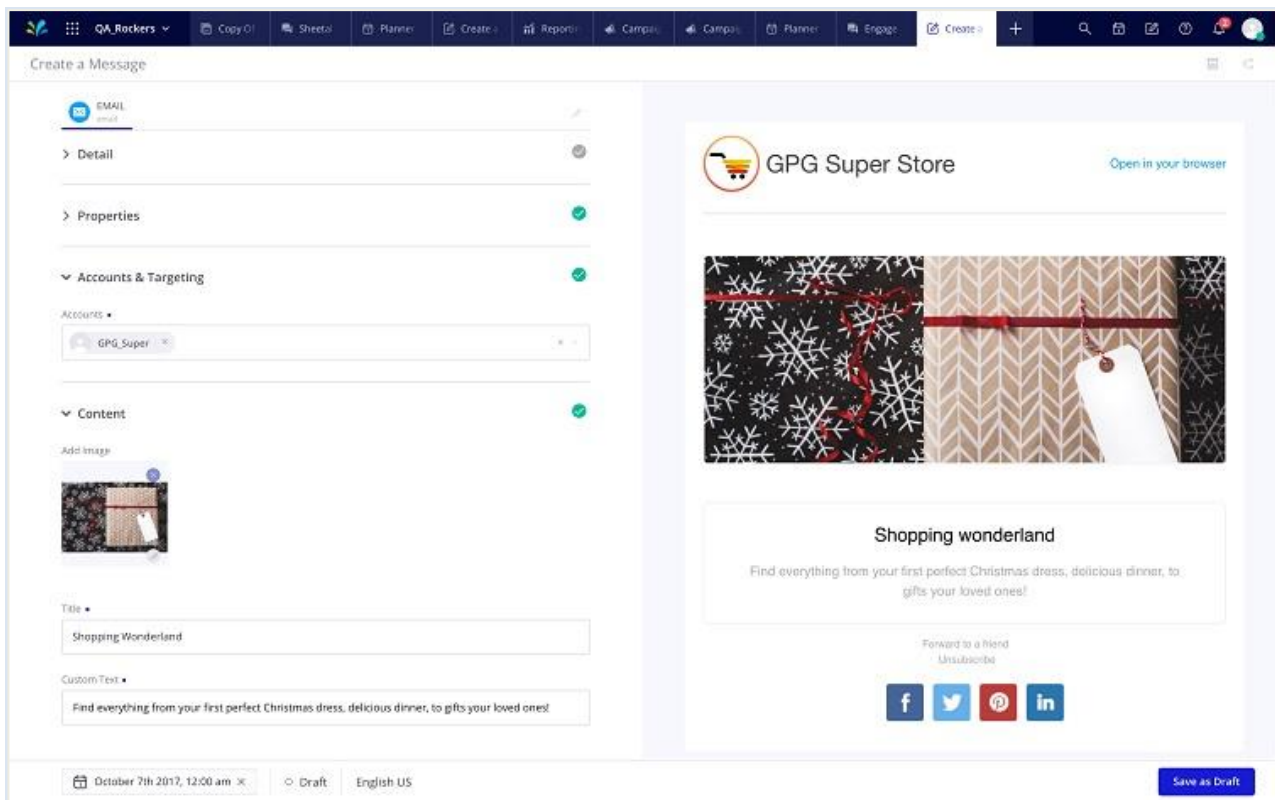 QA_Rockers
Copy Of
Sheetal
Planner
Create a
Reportin
Campaig
Campaig
Planner
Engage
Create a
Create a Message
EMAIL
email
Detail
Properties
Accounts & Targeting
Accounts
GPG_Super
Content
Add Image
Title
Shopping Wonderland
Custom Text
Find everything from your first perfect Christmas dress, delicious dinner, to gifts your loved ones!
October 7th 2017, 12:00 am
Draft
English US
GPG Super Store
Open in your browser
Shopping wonderland
Find everything from your first perfect Christmas dress, delicious dinner, to
gifts your loved ones!
Forward to a friend
Unsubscribe
Save as Draft